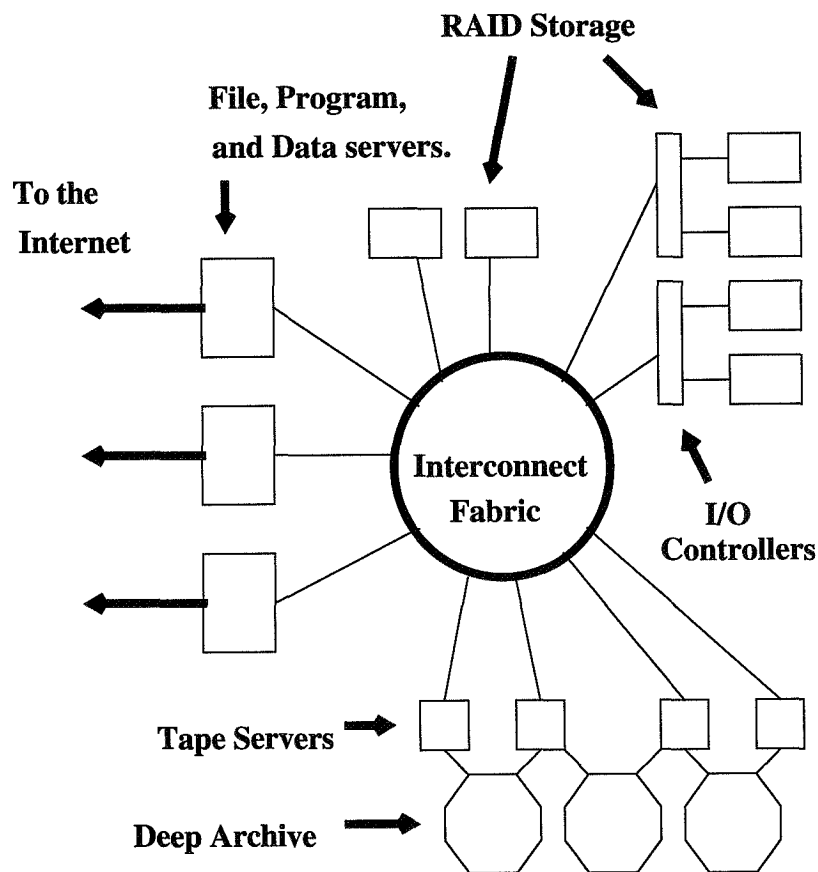 RAID Storage
File, Program,
and Data servers.
To the
Internet
Interconnect
Fabric
I/O
Controllers
Tape Servers
Deep Archive